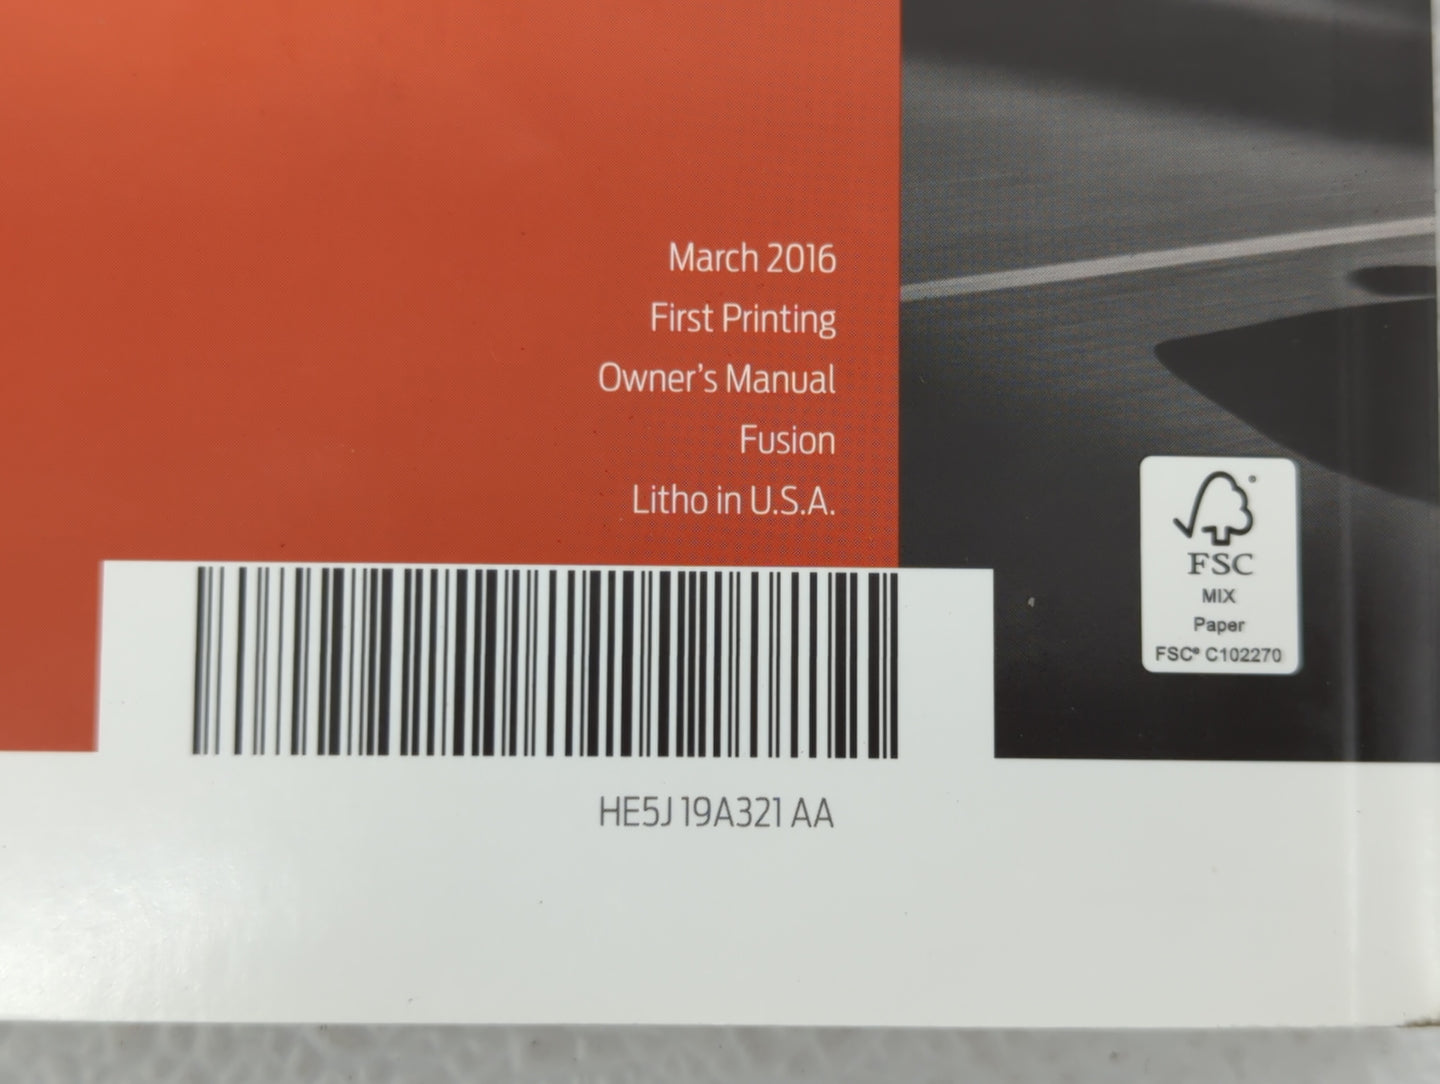 March 2016
First Printing
Owner's Manual
Fusion
Litho in U.S.A.
FSC
MIX
Paper
FSC® C102270
HE5J 19A321 AA